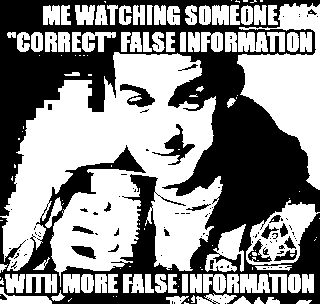 ME WATCHING SOMEONE
"CORRECT" FALSE INFORMATION
WITH MORE FALSE INFORMATION